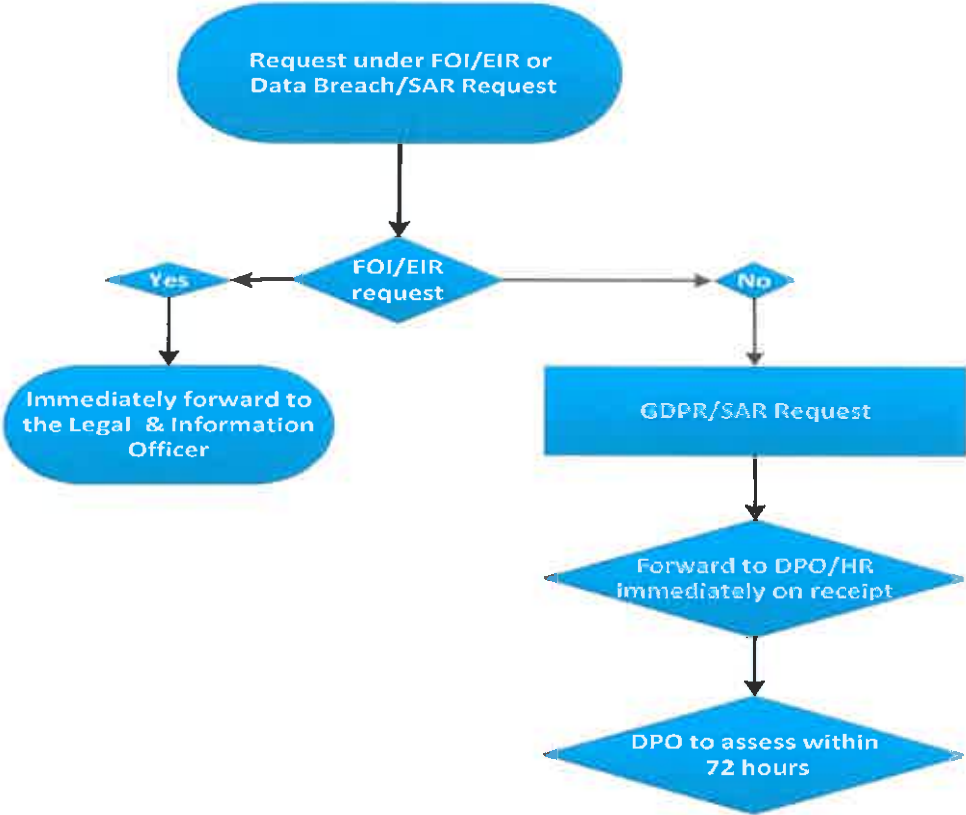 Request under FOI/EIR or
Data Breach/SAR Request
FOI/EIR
request
Yes
No
Immediately forward to
the Legal & Information
Officer
GDPR/SAR Request
Forward to DPO/HR
immediately on receipt
DPO to assess within
72 hours